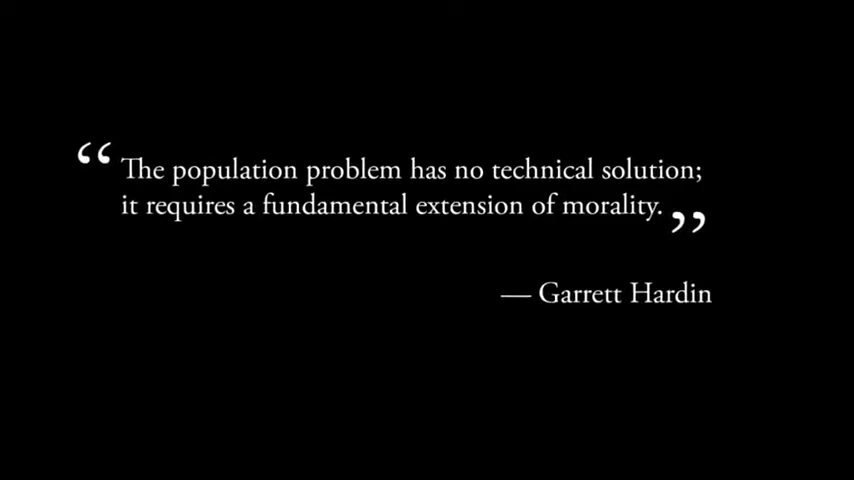 “The population problem has no technical solution;
it requires a fundamental extension of morality.”
— Garrett Hardin